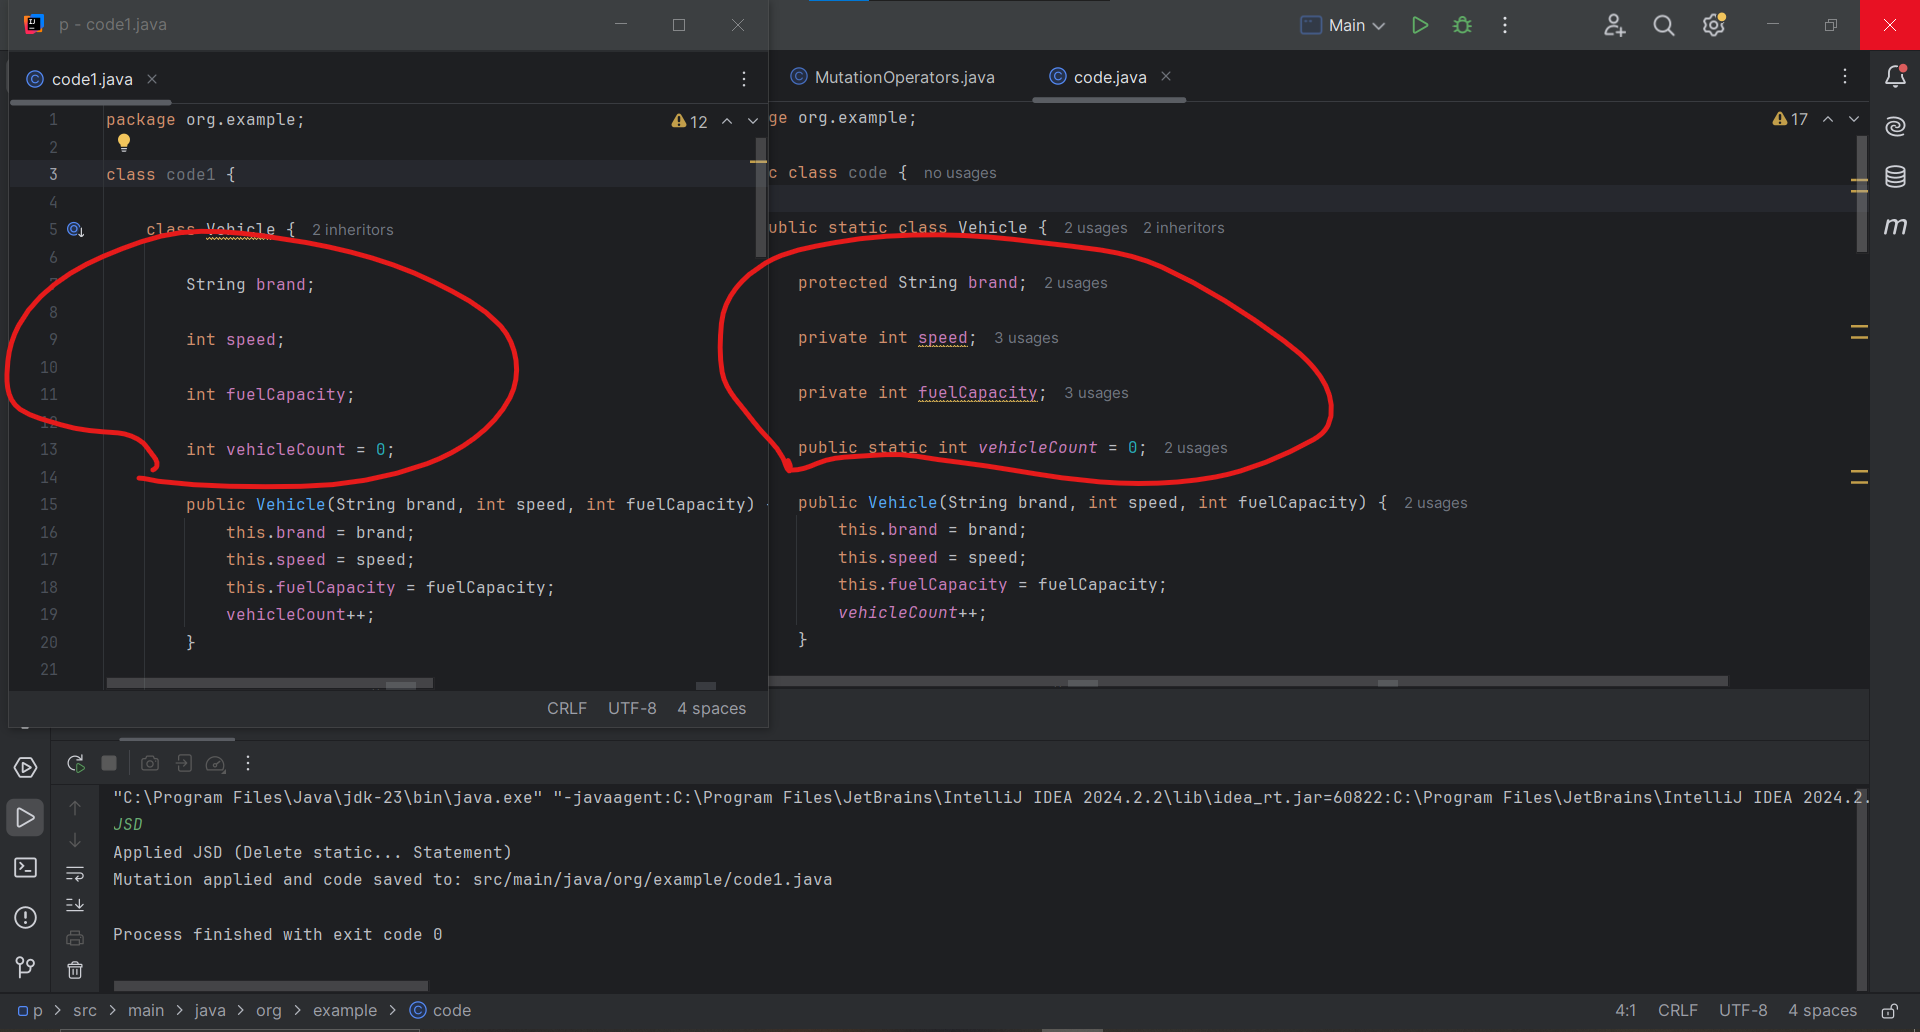 p - code1.java
Main
code1.java
MutationOperators.java
code.java
1 package org.example;
12
2
3 class code1 {
4
5 class Vehicle { 2 inheritors
6
String brand;
8
9 int speed;
10
11 int fuelCapacity;
12
13 int vehicleCount = 0;
14
15 public Vehicle(String brand, int speed, int fuelCapacity)
16 this.brand = brand;
17 this.speed = speed;
18 this.fuelCapacity = fuelCapacity;
19 vehicleCount++;
20 }
21
CRLF UTF-8 4 spaces
ge org.example;
17
c class code { no usages
ublic static class Vehicle { 2 usages 2 inheritors
protected String brand; 2 usages
private int speed; 3 usages
private int fuelCapacity; 3 usages
public static int vehicleCount = 0; 2 usages
public Vehicle(String brand, int speed, int fuelCapacity) { 2 usages
this.brand = brand;
this.speed = speed;
this.fuelCapacity = fuelCapacity;
vehicleCount++;
}
"C:\Program Files\Java\jdk-23\bin\java.exe" "-javaagent:C:\Program Files\JetBrains\IntelliJ IDEA 2024.2.2\lib\idea_rt.jar=60822:C:\Program Files\JetBrains\IntelliJ IDEA 2024.2.
JSD
Applied JSD (Delete static... Statement)
Mutation applied and code saved to: src/main/java/org/example/code1.java
Process finished with exit code 0
p > src > main > java > org > example > code
4:1 CRLF UTF-8 4 spaces